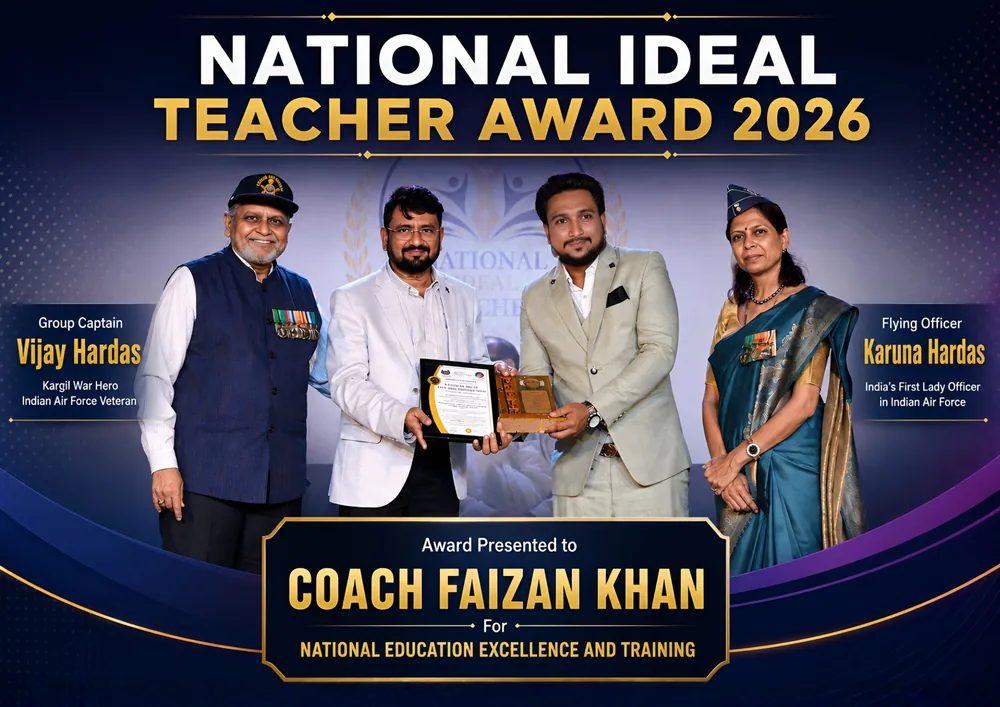 NATIONAL IDEAL
TEACHER AWARD 2026
NATIONAL
Group Captain
Vijay Hardas
Kargil War Hero
Indian Air Force Veteran
Flying Officer
Karuna Hardas
India's First Lady Officer
in Indian Air Force
Award Presented to
COACH FAIZAN KHAN
For
NATIONAL EDUCATION EXCELLENCE AND TRAINING